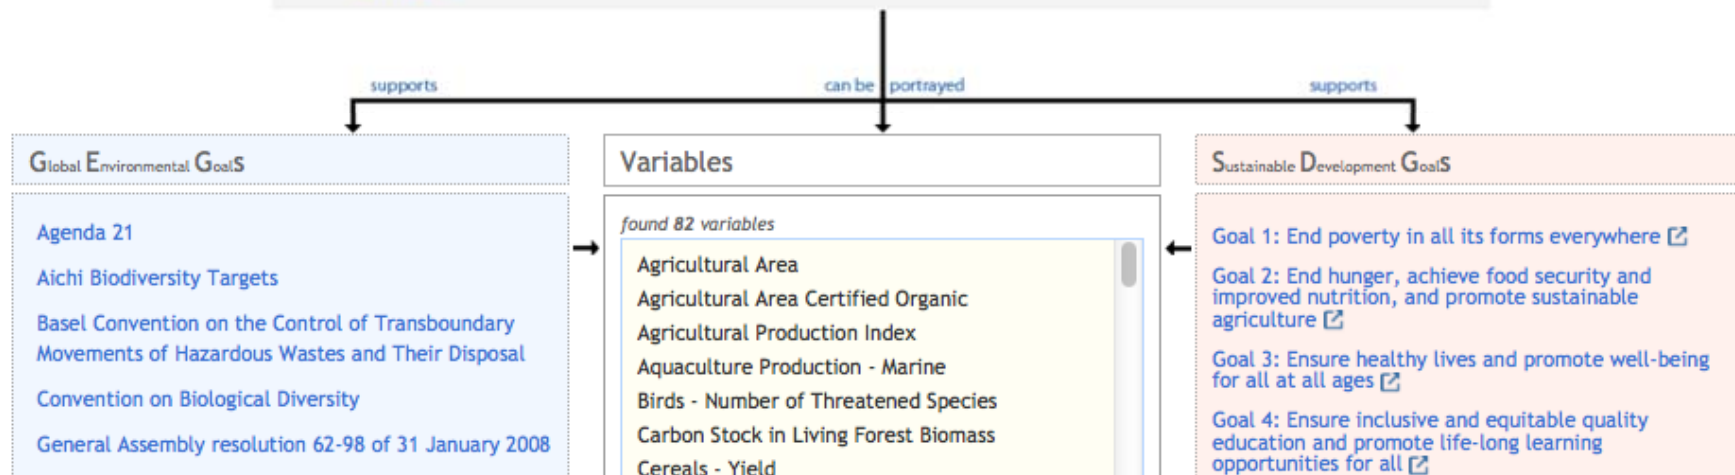 supports
can be portrayed
supports
Global Environmental Goals
Agenda 21
Aichi Biodiversity Targets
Basel Convention on the Control of Transboundary
Movements of Hazardous Wastes and Their Disposal
Convention on Biological Diversity
General Assembly resolution 62-98 of 31 January 2008
Variables
found 82 variables
Agricultural Area
Agricultural Area Certified Organic
Agricultural Production Index
Aquaculture Production - Marine
Birds - Number of Threatened Species
Carbon Stock in Living Forest Biomass
Cereals - Yield
Sustainable Development Goals
Goal 1: End poverty in all its forms everywhere
Goal 2: End hunger, achieve food security and
improved nutrition, and promote sustainable
agriculture
Goal 3: Ensure healthy lives and promote well-being
for all at all ages
Goal 4: Ensure inclusive and equitable quality
education and promote life-long learning
opportunities for all